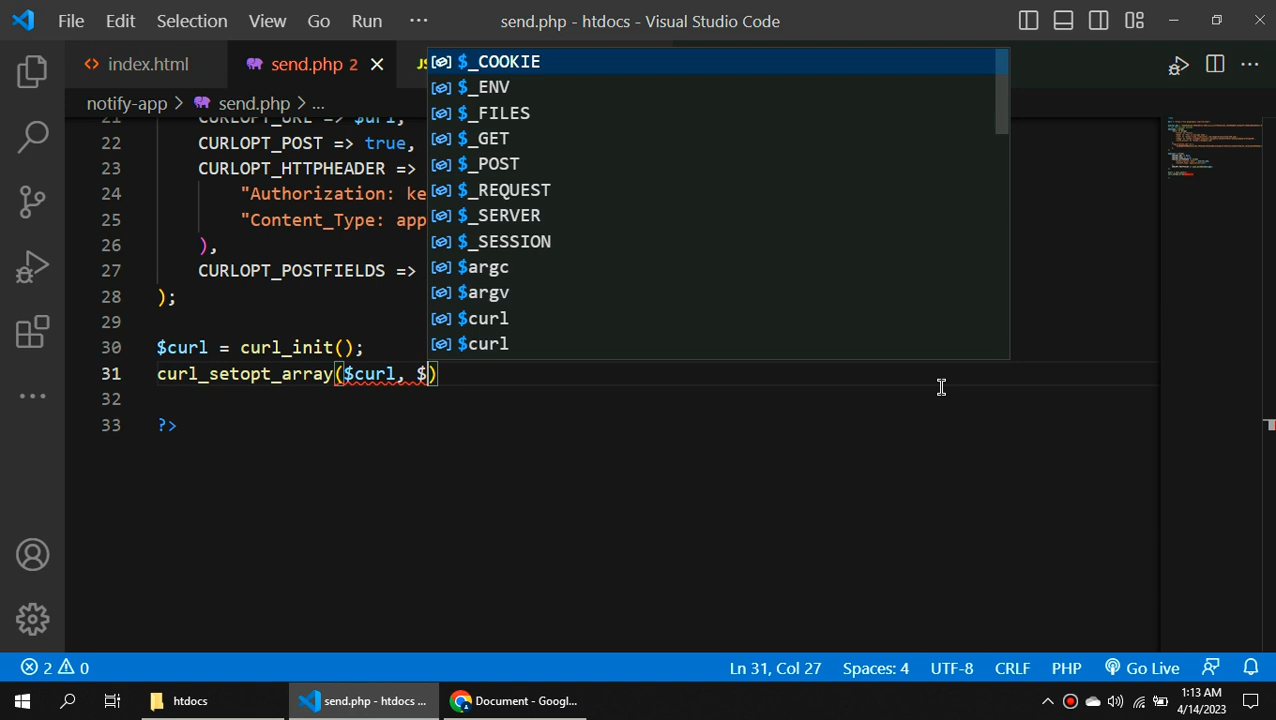 File Edit Selection View Go Run ··· send.php - htdocs - Visual Studio Code
<> index.html send.php 2
notify-app > send.php > ...
21 CURLOPT_URL => $url,
22 CURLOPT_POST => true,
23 CURLOPT_HTTPHEADER =>
24 "Authorization: ke
25 "Content_Type: app
26 ),
27 CURLOPT_POSTFIELDS =>
28 );
29
30 $curl = curl_init();
31 curl_setopt_array($curl, $)
32
33 ?>
$_COOKIE
$_ENV
$_FILES
$_GET
$_POST
$_REQUEST
$_SERVER
$_SESSION
$argc
$argv
$curl
$curl
2 0 Ln 31, Col 27 Spaces: 4 UTF-8 CRLF PHP Go Live
htdocs send.php - htdocs ... Document - Googl...
1:13 AM
4/14/2023